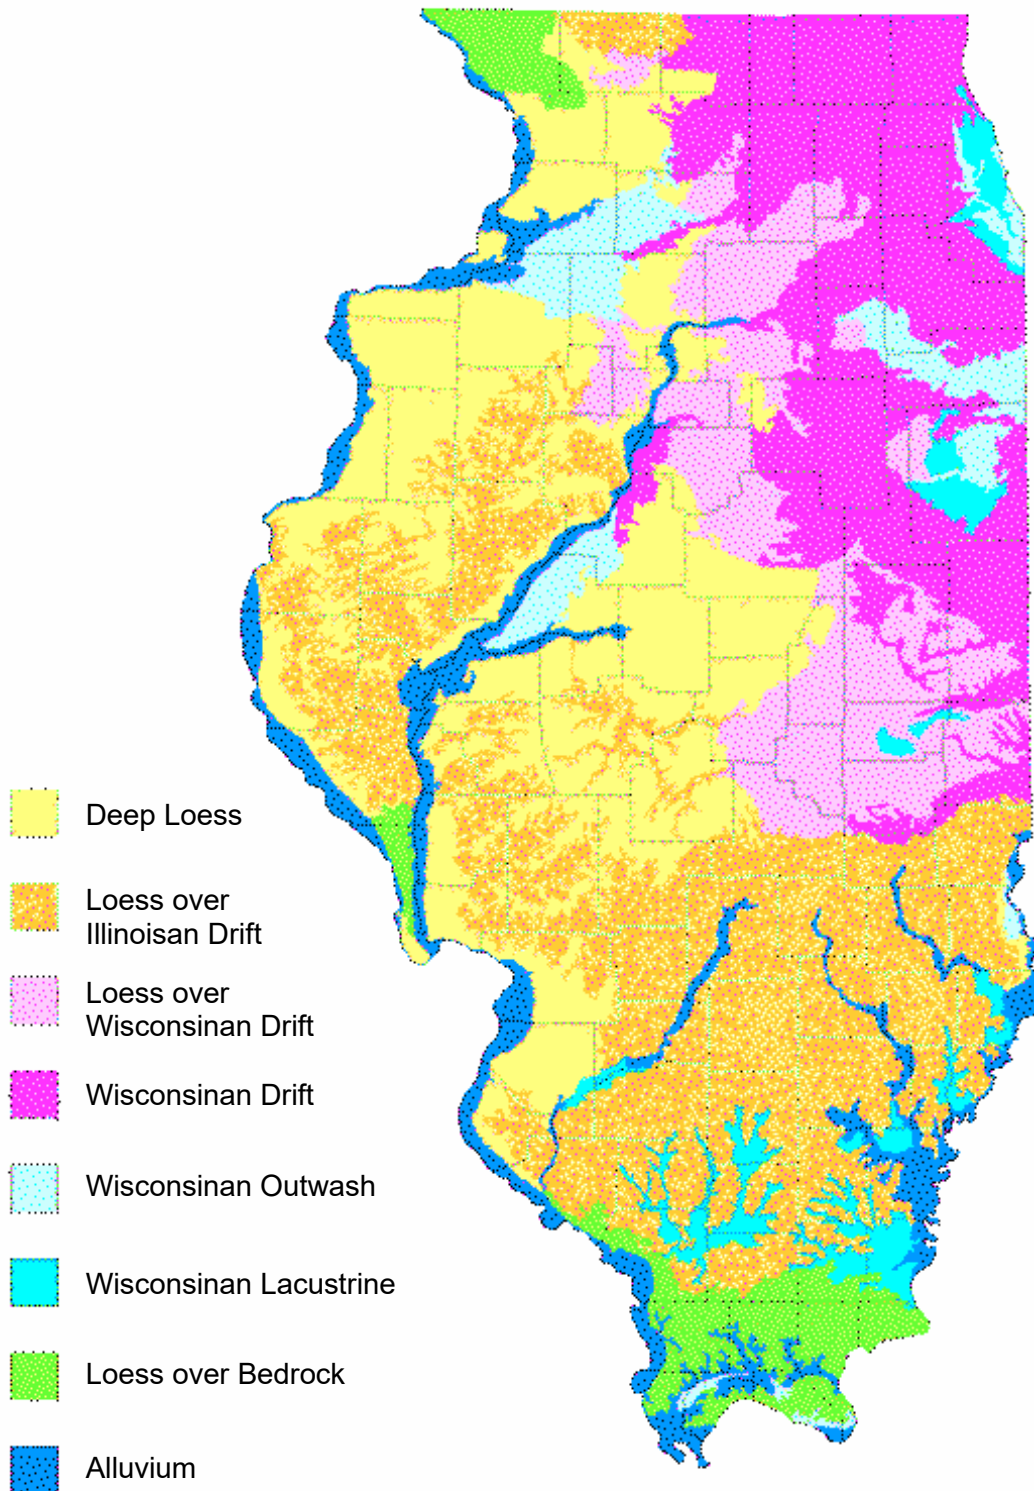 Deep Loess
Loess over
Illinoisan Drift
Loess over
Wisconsinan Drift
Wisconsinan Drift
Wisconsinan Outwash
Wisconsinan Lacustrine
Loess over Bedrock
Alluvium